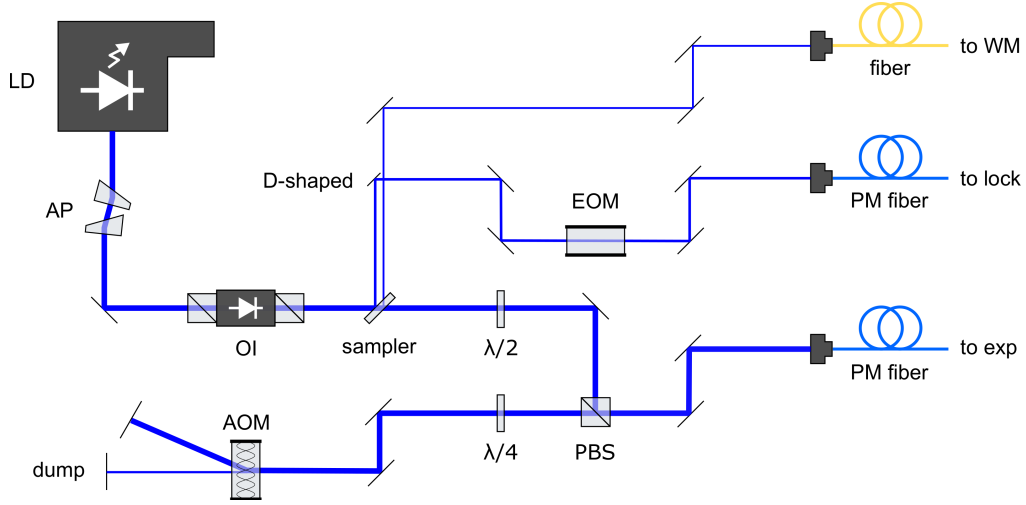 to WM
fiber
LD
D-shaped
EOM
to lock
PM fiber
AP
OI
sampler
λ/2
to exp
PM fiber
AOM
λ/4
PBS
dump